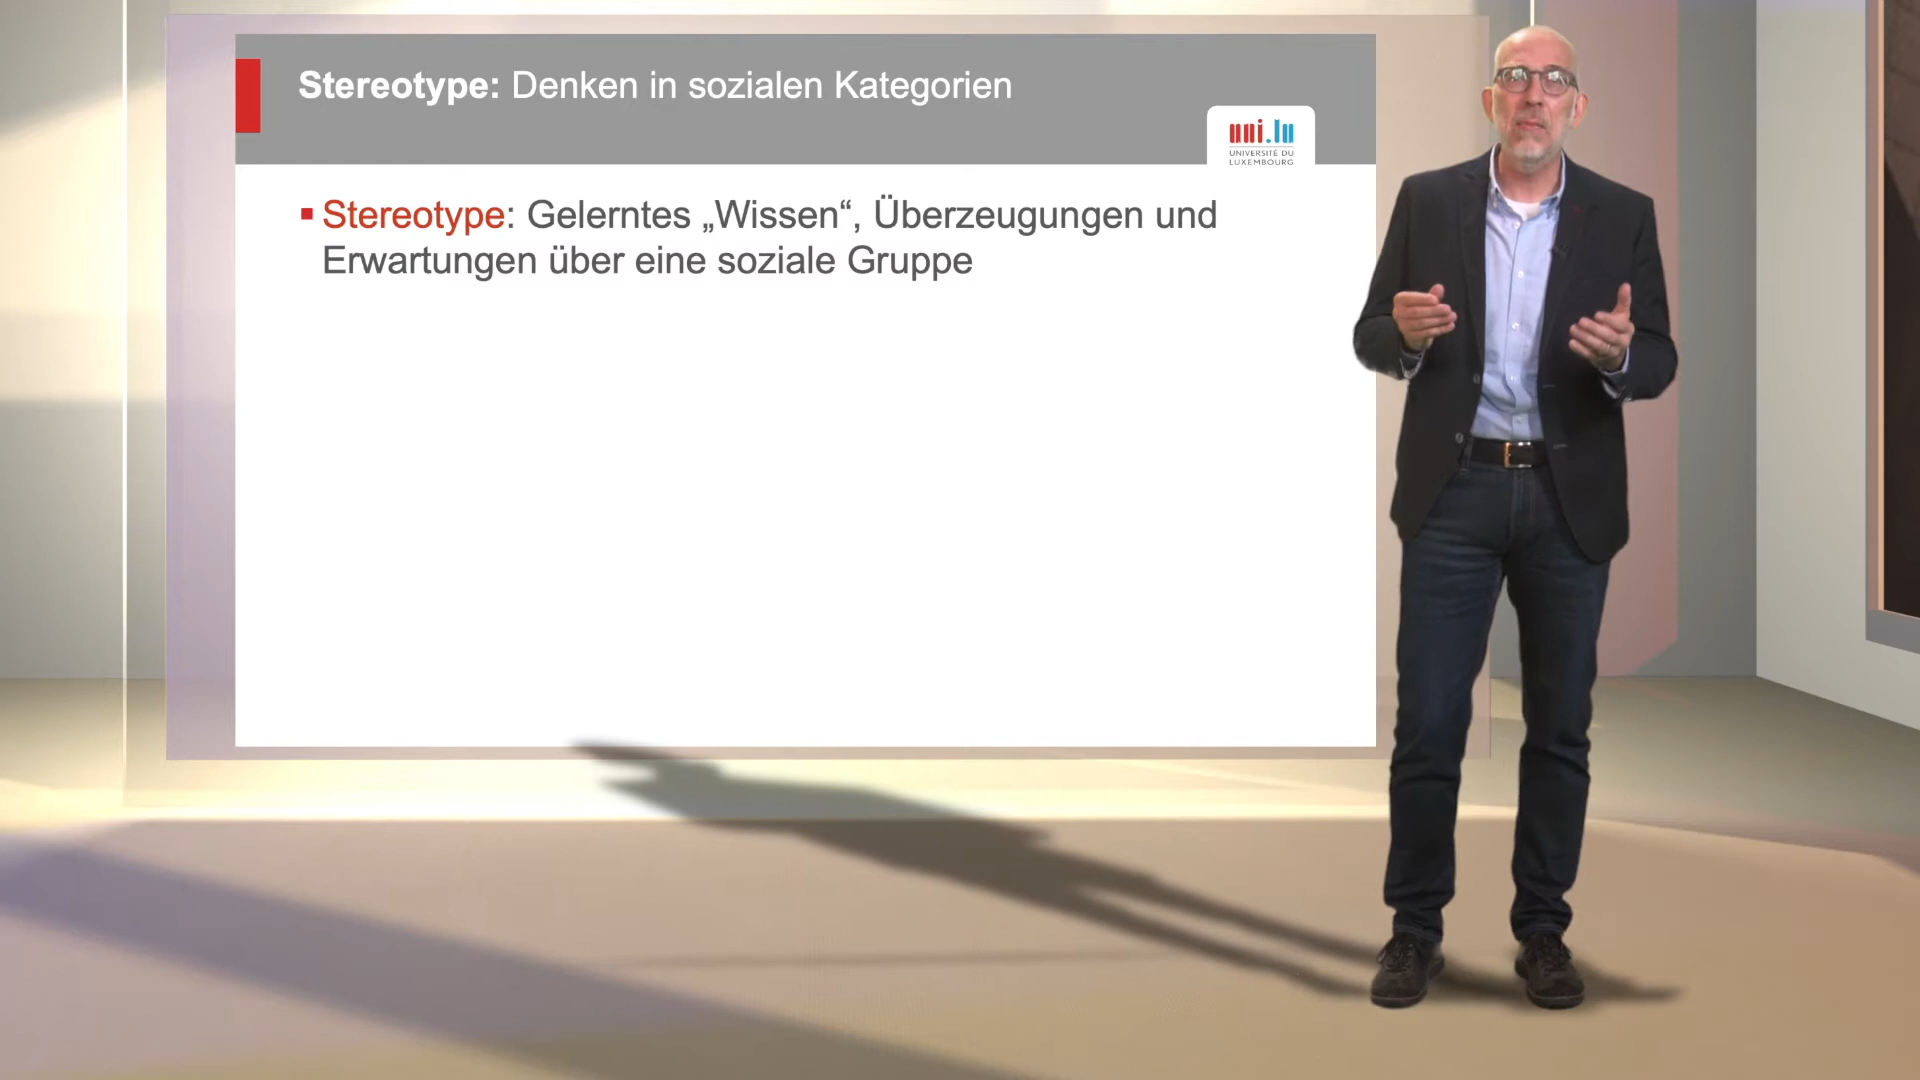 Stereotype: Denken in sozialen Kategorien
uni.lu
UNIVERSITÉ DU
LUXEMBOURG
Stereotype: Gelerntes „Wissen“, Überzeugungen und
Erwartungen über eine soziale Gruppe